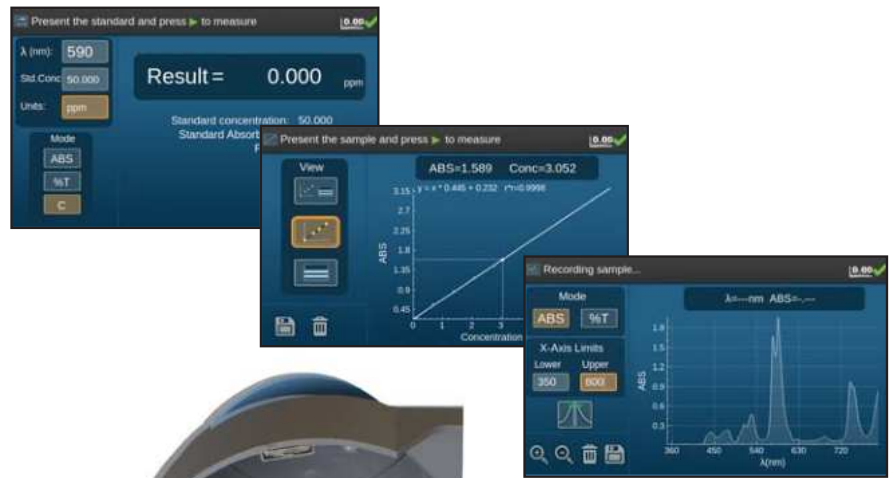 Present the standard and press ▶ to measure
0.00
λ (nm): 590
Std.Conc 50.000
Units: ppm
Mode
ABS
%T
C
Result = 0.000 ppm
Standard concentration: 50.000
Standard
Present the sample and press ▶ to measure
0.00
View
ABS=1.589 Conc=3.052
y = x * 0.445 + 0.232 r*r=0.9998
3.15
2.7
2.25
1.8
1.35
0.9
0.45
ABS
0 1 2 3
Concentration
Recording sample...
0.00
Mode
ABS %T
X-Axis Limits
Lower Upper
350 800
λ=---nm ABS=-.---
1.8
1.5
1.2
0.9
0.6
0.3
ABS
360 450 540 630 720
λ(nm)